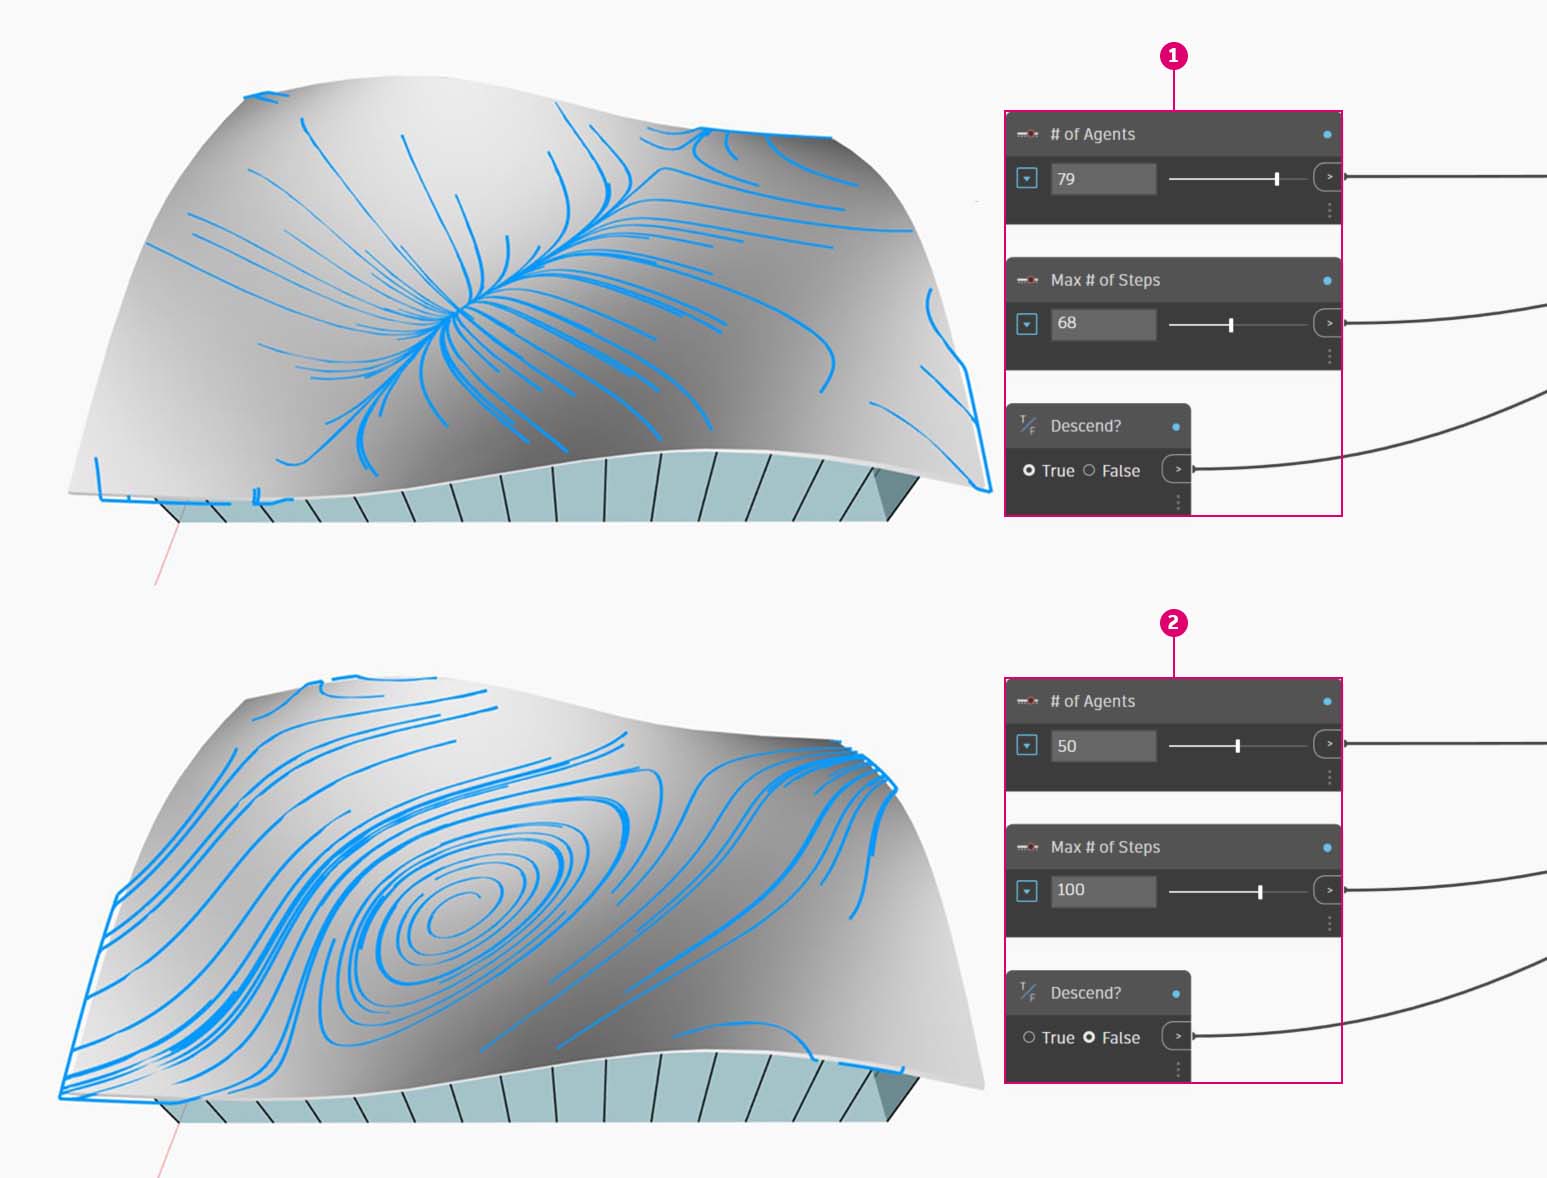 1
# of Agents
79
>
Max # of Steps
68
>
T/F Descend?
True False >
2
# of Agents
50
>
Max # of Steps
100
>
T/F Descend?
True False >